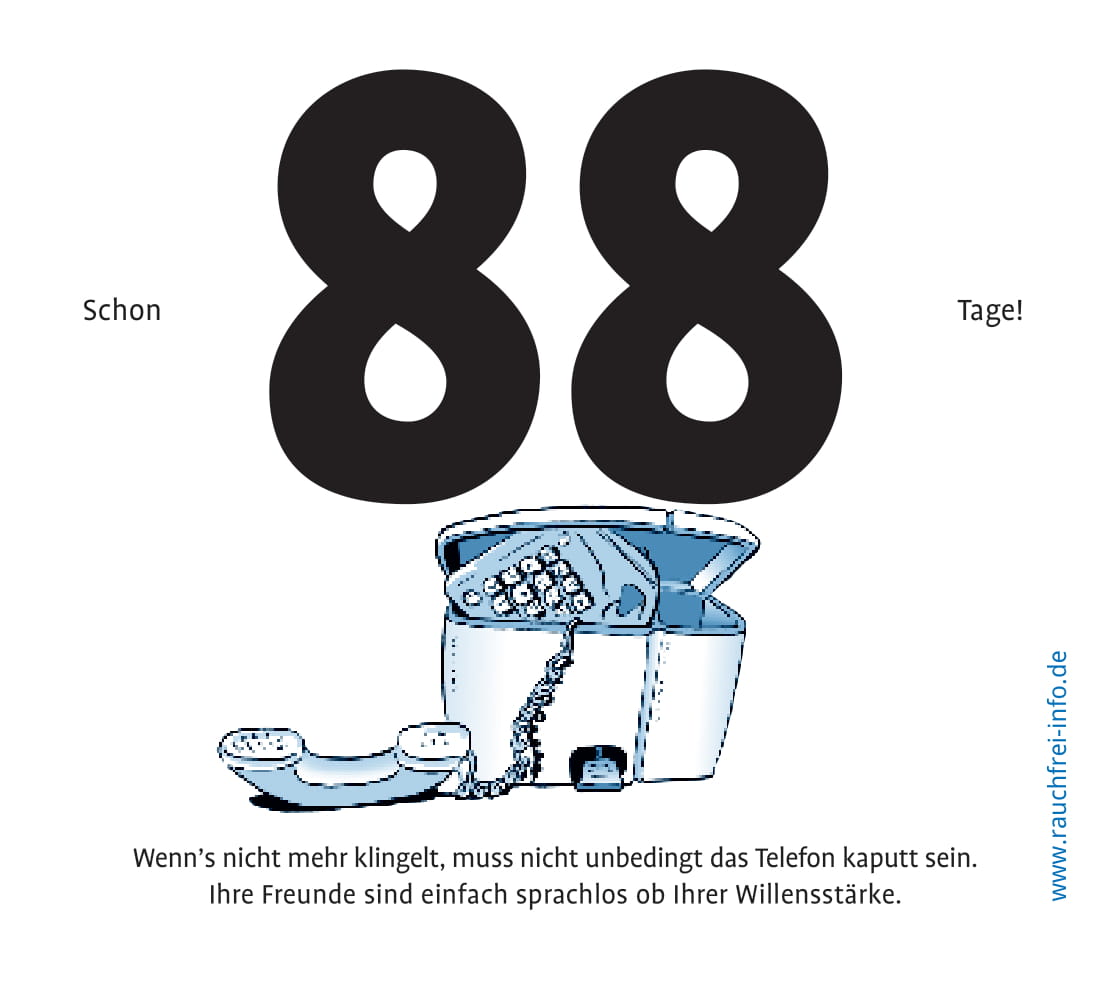 Schon
88
Tage!
Wenn’s nicht mehr klingelt, muss nicht unbedingt das Telefon kaputt sein.
Ihre Freunde sind einfach sprachlos ob Ihrer Willensstärke.
www.rauchfrei-info.de